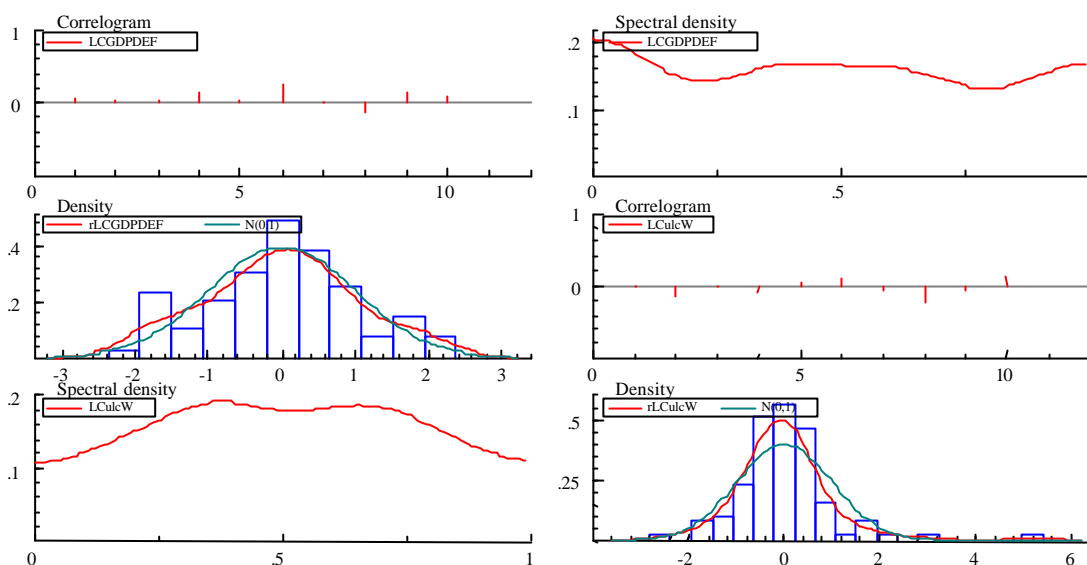 Correlogram
LCGDPDEF
1
0
0
5
10
Spectral density
LCGDPDEF
.2
.1
0
.5
Density
rLCGDPDEF
N(0,1)
.4
.2
-3
-2
-1
0
1
2
3
Correlogram
LCulcW
1
0
0
5
10
Spectral density
LCulcW
.2
.1
0
.5
1
Density
rLCulcW
N(0,1)
.5
.25
-2
0
2
4
6